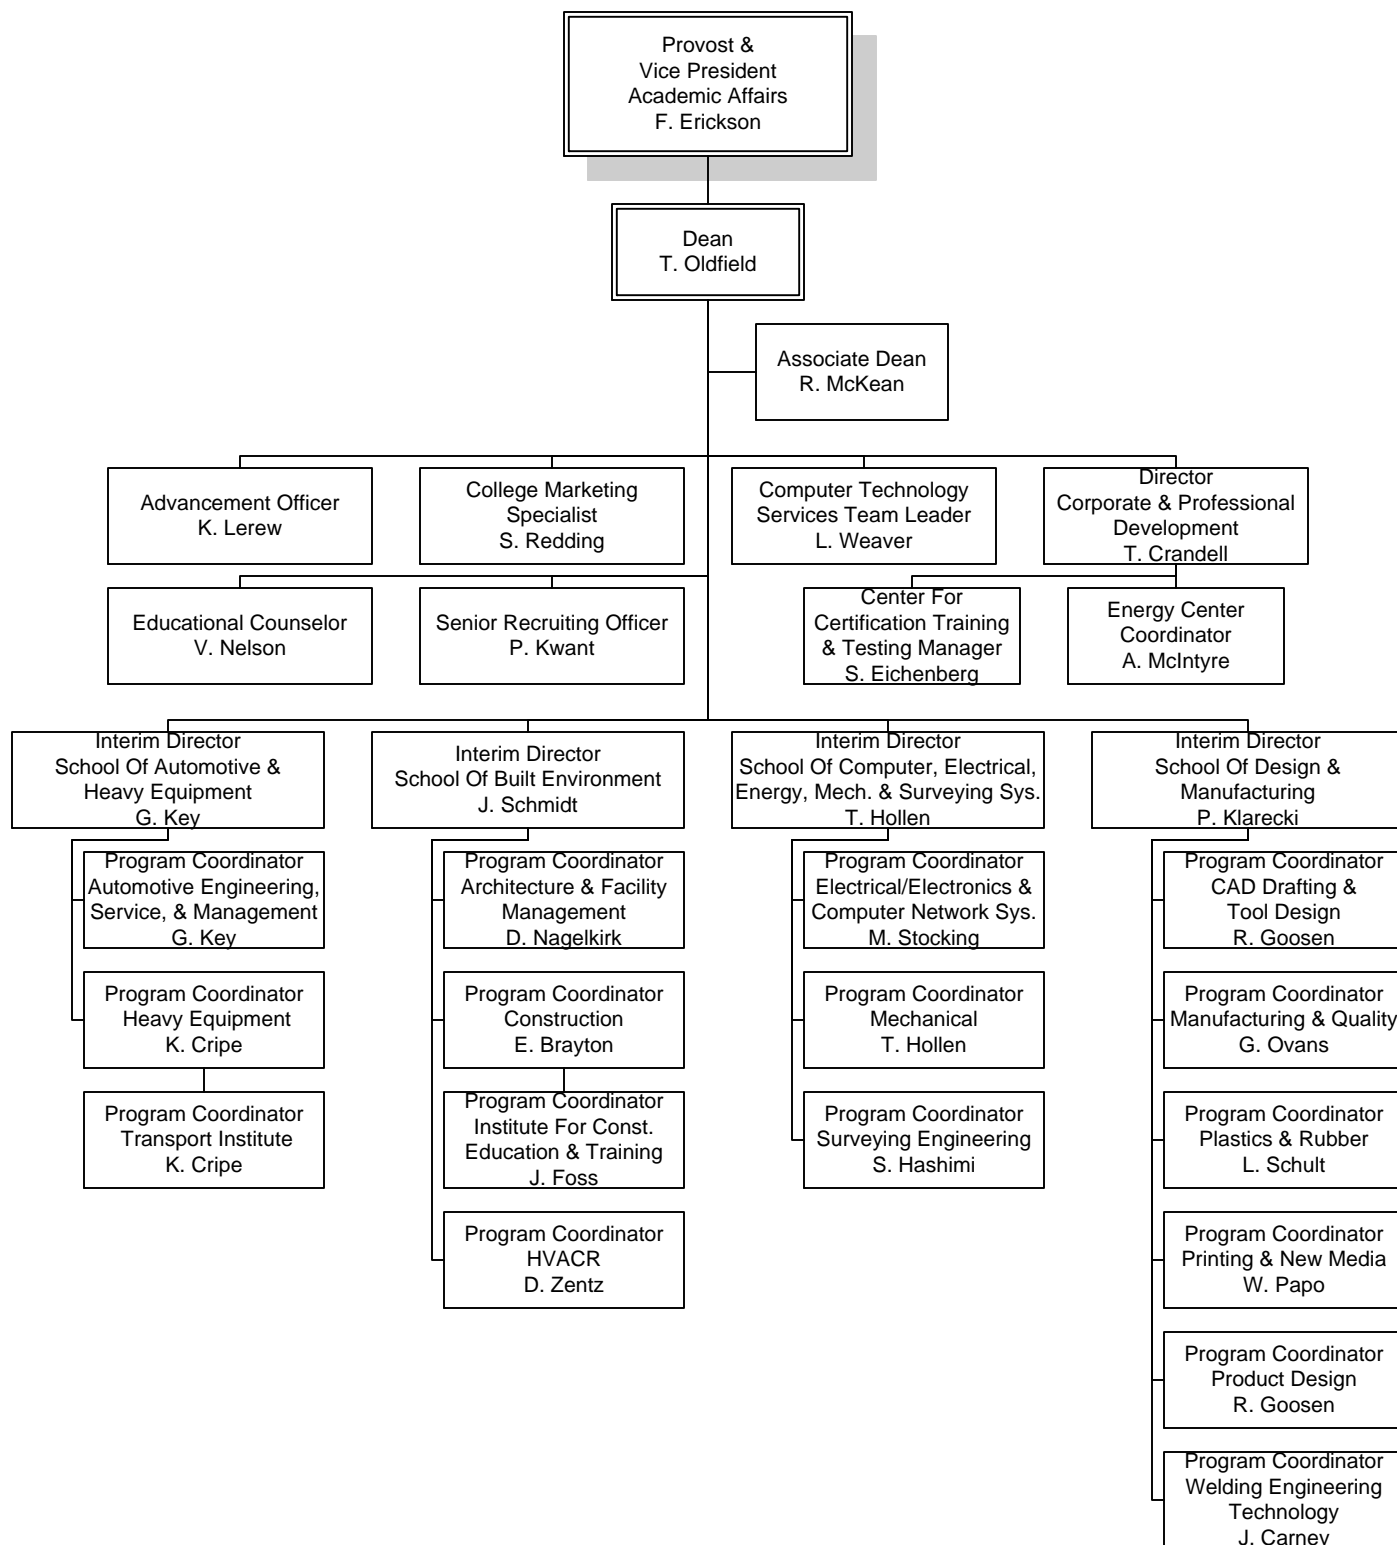 Provost &
Vice President
Academic Affairs
F. Erickson
Dean
T. Oldfield
Associate Dean
R. McKean
Advancement Officer
K. Lerew
College Marketing
Specialist
S. Redding
Computer Technology
Services Team Leader
L. Weaver
Director
Corporate & Professional
Development
T. Crandell
Educational Counselor
V. Nelson
Senior Recruiting Officer
P. Kwant
Center For
Certification Training
& Testing Manager
S. Eichenberg
Energy Center
Coordinator
A. McIntyre
Interim Director
School Of Automotive &
Heavy Equipment
G. Key
Interim Director
School Of Built Environment
J. Schmidt
Interim Director
School Of Computer, Electrical,
Energy, Mech. & Surveying Sys.
T. Hollen
Interim Director
School Of Design &
Manufacturing
P. Klarecki
Program Coordinator
Automotive Engineering,
Service, & Management
G. Key
Program Coordinator
Heavy Equipment
K. Cripe
Program Coordinator
Transport Institute
K. Cripe
Program Coordinator
Architecture & Facility
Management
D. Nagelkirk
Program Coordinator
Construction
E. Brayton
Program Coordinator
Institute For Const.
Education & Training
J. Foss
Program Coordinator
HVACR
D. Zentz
Program Coordinator
Electrical/Electronics &
Computer Network Sys.
M. Stocking
Program Coordinator
Mechanical
T. Hollen
Program Coordinator
Surveying Engineering
S. Hashimi
Program Coordinator
CAD Drafting &
Tool Design
R. Goosen
Program Coordinator
Manufacturing & Quality
G. Ovans
Program Coordinator
Plastics & Rubber
L. Schult
Program Coordinator
Printing & New Media
W. Papo
Program Coordinator
Product Design
R. Goosen
Program Coordinator
Welding Engineering
Technology
J. Carney